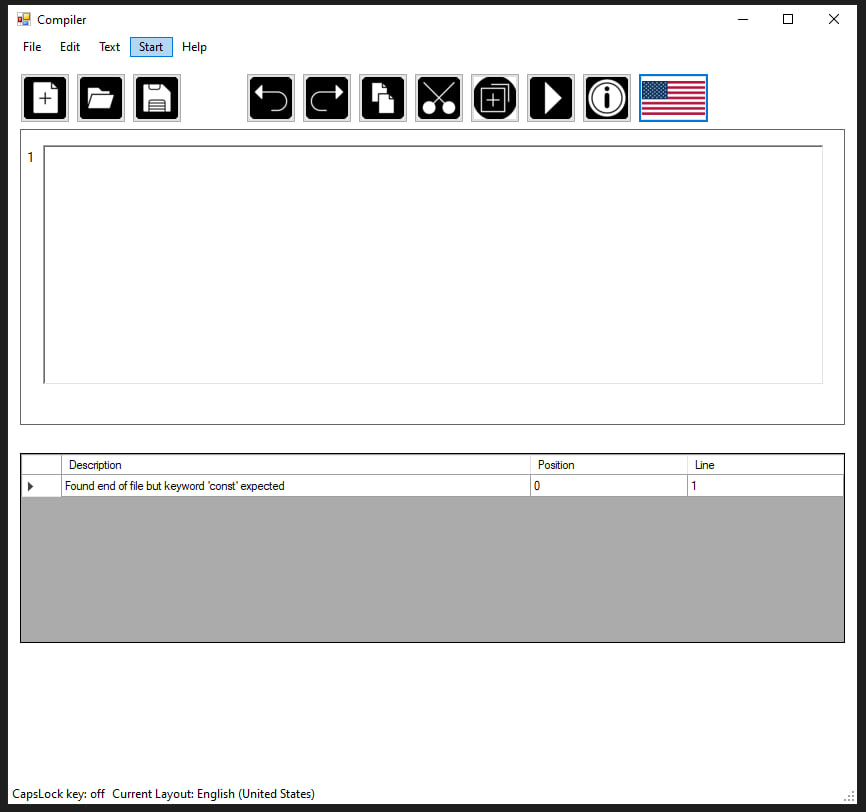 Compiler
File Edit Text Start Help
1
Description Position Line
Found end of file but keyword 'const' expected 0 1
CapsLock key: off Current Layout: English (United States)